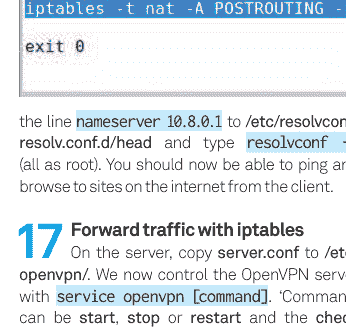 iptables -t nat -A POSTROUTING -
exit 0
the line nameserver 10.8.0.1 to /etc/resolvcon
resolv.conf.d/head and type resolvconf -
(all as root). You should now be able to ping an
browse to sites on the internet from the client.
17 Forward traffic with iptables
On the server, copy server.conf to /et
openvpn/. We now control the OpenVPN serv
with service openvpn [command]. ‘Comman
can be start, stop or restart and the chec